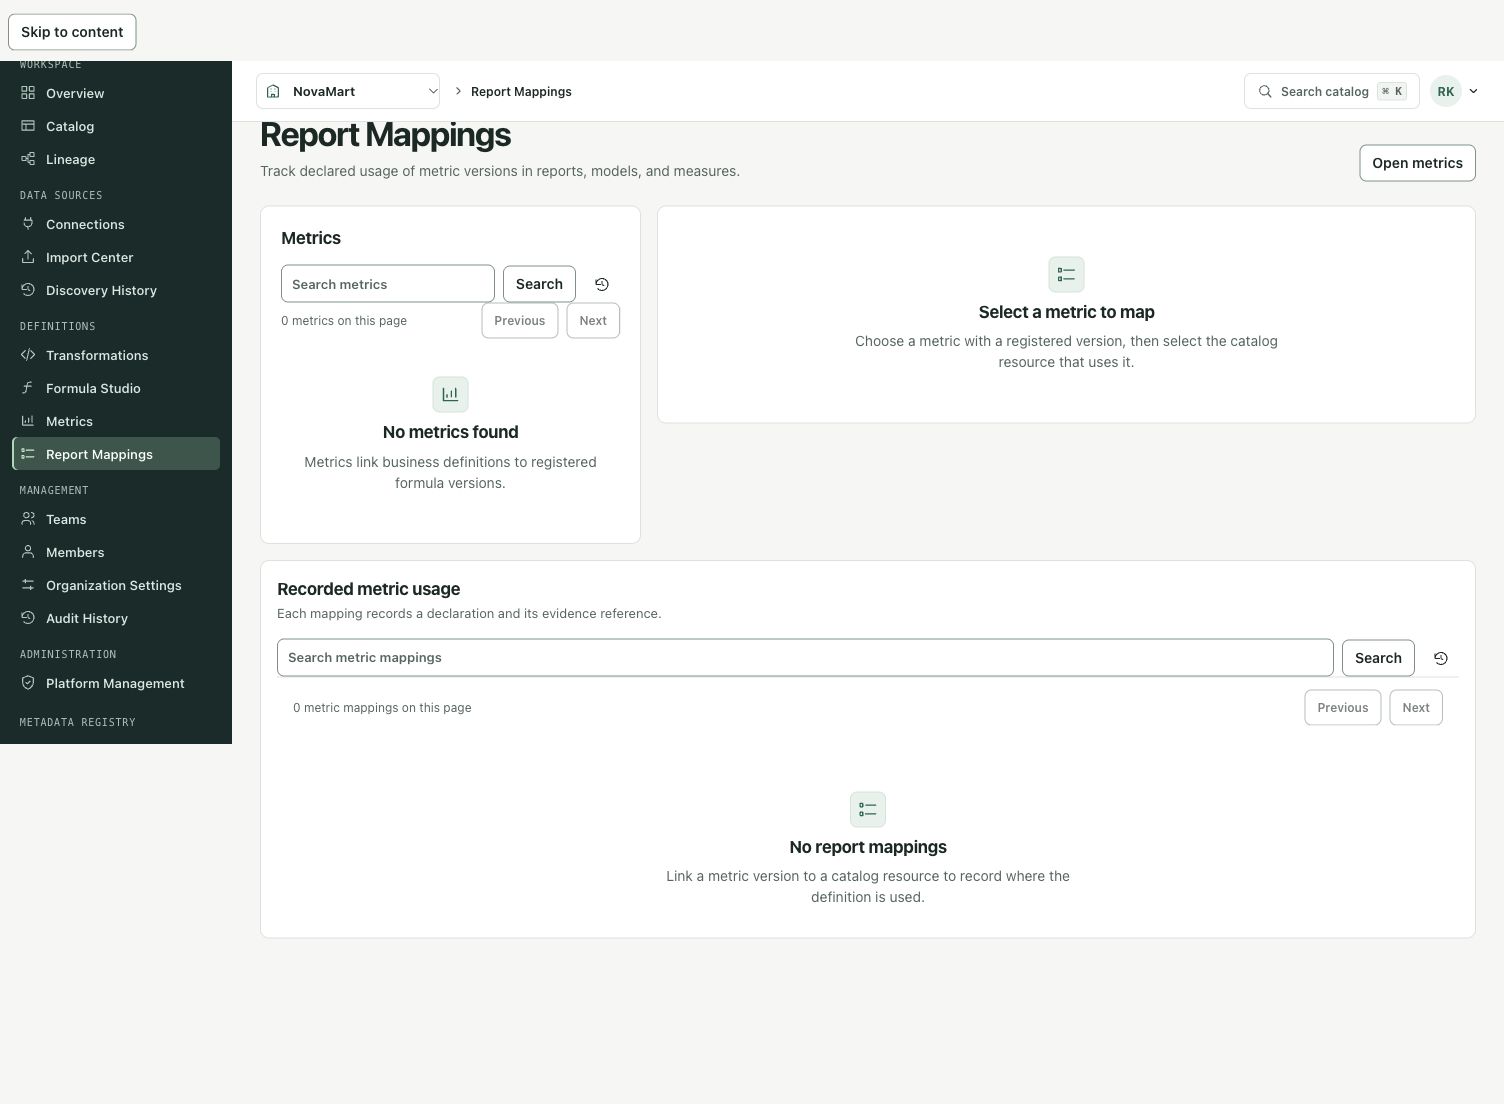 Skip to content
WORKSPACE
Overview
Catalog
Lineage
DATA SOURCES
Connections
Import Center
Discovery History
DEFINITIONS
Transformations
Formula Studio
Metrics
Report Mappings
MANAGEMENT
Teams
Members
Organization Settings
Audit History
ADMINISTRATION
Platform Management
METADATA REGISTRY
NovaMart
Report Mappings
Search catalog ⌘ K
RK
Report Mappings
Track declared usage of metric versions in reports, models, and measures.
Open metrics
Metrics
Search metrics
Search
0 metrics on this page
Previous
Next
No metrics found
Metrics link business definitions to registered
formula versions.
Select a metric to map
Choose a metric with a registered version, then select the catalog
resource that uses it.
Recorded metric usage
Each mapping records a declaration and its evidence reference.
Search metric mappings
Search
0 metric mappings on this page
Previous
Next
No report mappings
Link a metric version to a catalog resource to record where the
definition is used.